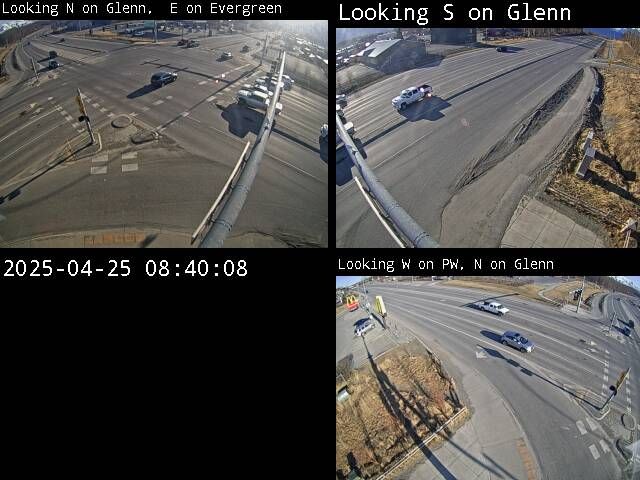 Looking N on Glenn,  E on Evergreen
Looking S on Glenn
2025-04-25 08:40:08
Looking W on PW, N on Glenn